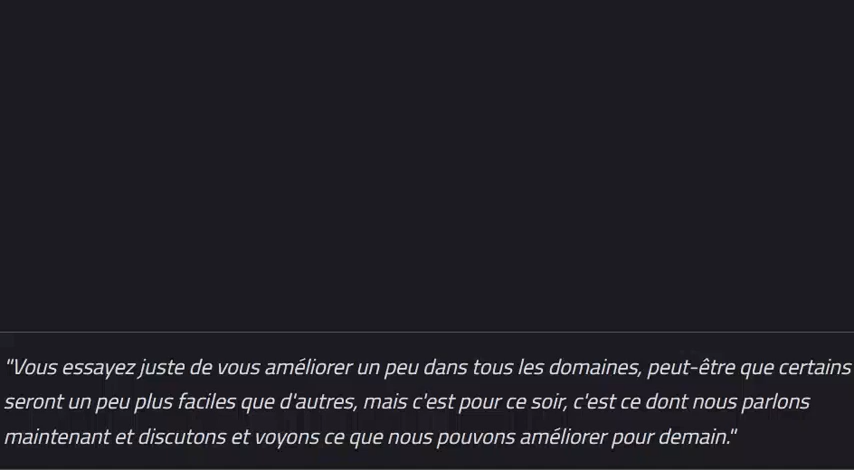 "Vous essayez juste de vous améliorer un peu dans tous les domaines, peut-être que certains
seront un peu plus faciles que d'autres, mais c'est pour ce soir, c'est ce dont nous parlons
maintenant et discutons et voyons ce que nous pouvons améliorer pour demain."